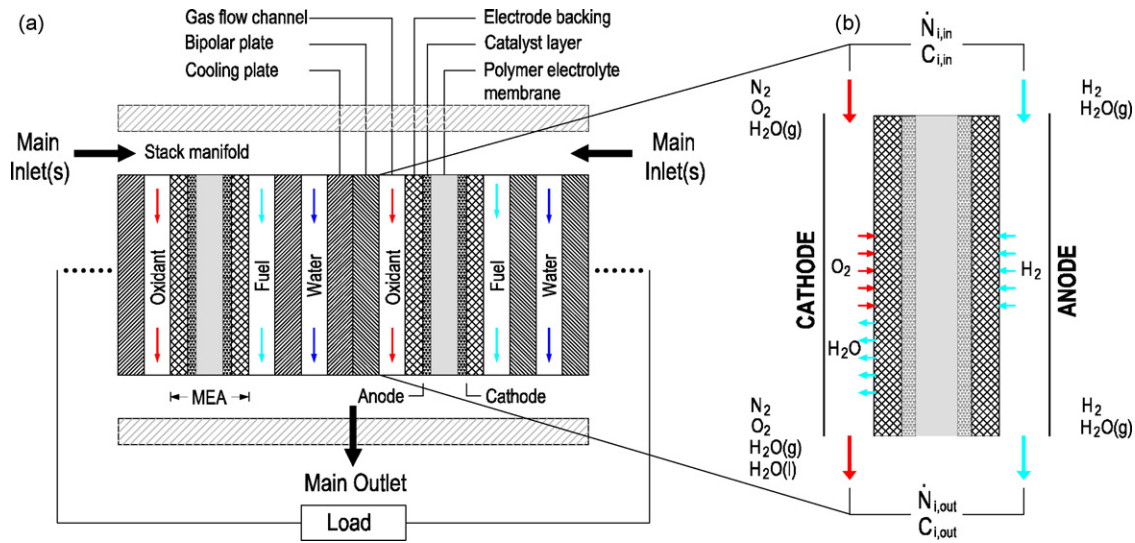 (a)
Gas flow channel
Bipolar plate
Cooling plate
Electrode backing
Catalyst layer
Polymer electrolyte
membrane
Main
Inlet(s)
Stack manifold
Main
Inlet(s)
Oxidant
Fuel
Water
Oxidant
Fuel
Water
MEA
Anode
Cathode
Main Outlet
Load
(b)
Ṅi,in
Ci,in
N2
O2
H2O(g)
H2
H2O(g)
CATHODE
O2
H2O
H2
ANODE
N2
O2
H2O(g)
H2O(l)
H2
H2O(g)
Ṅi,out
Ci,out